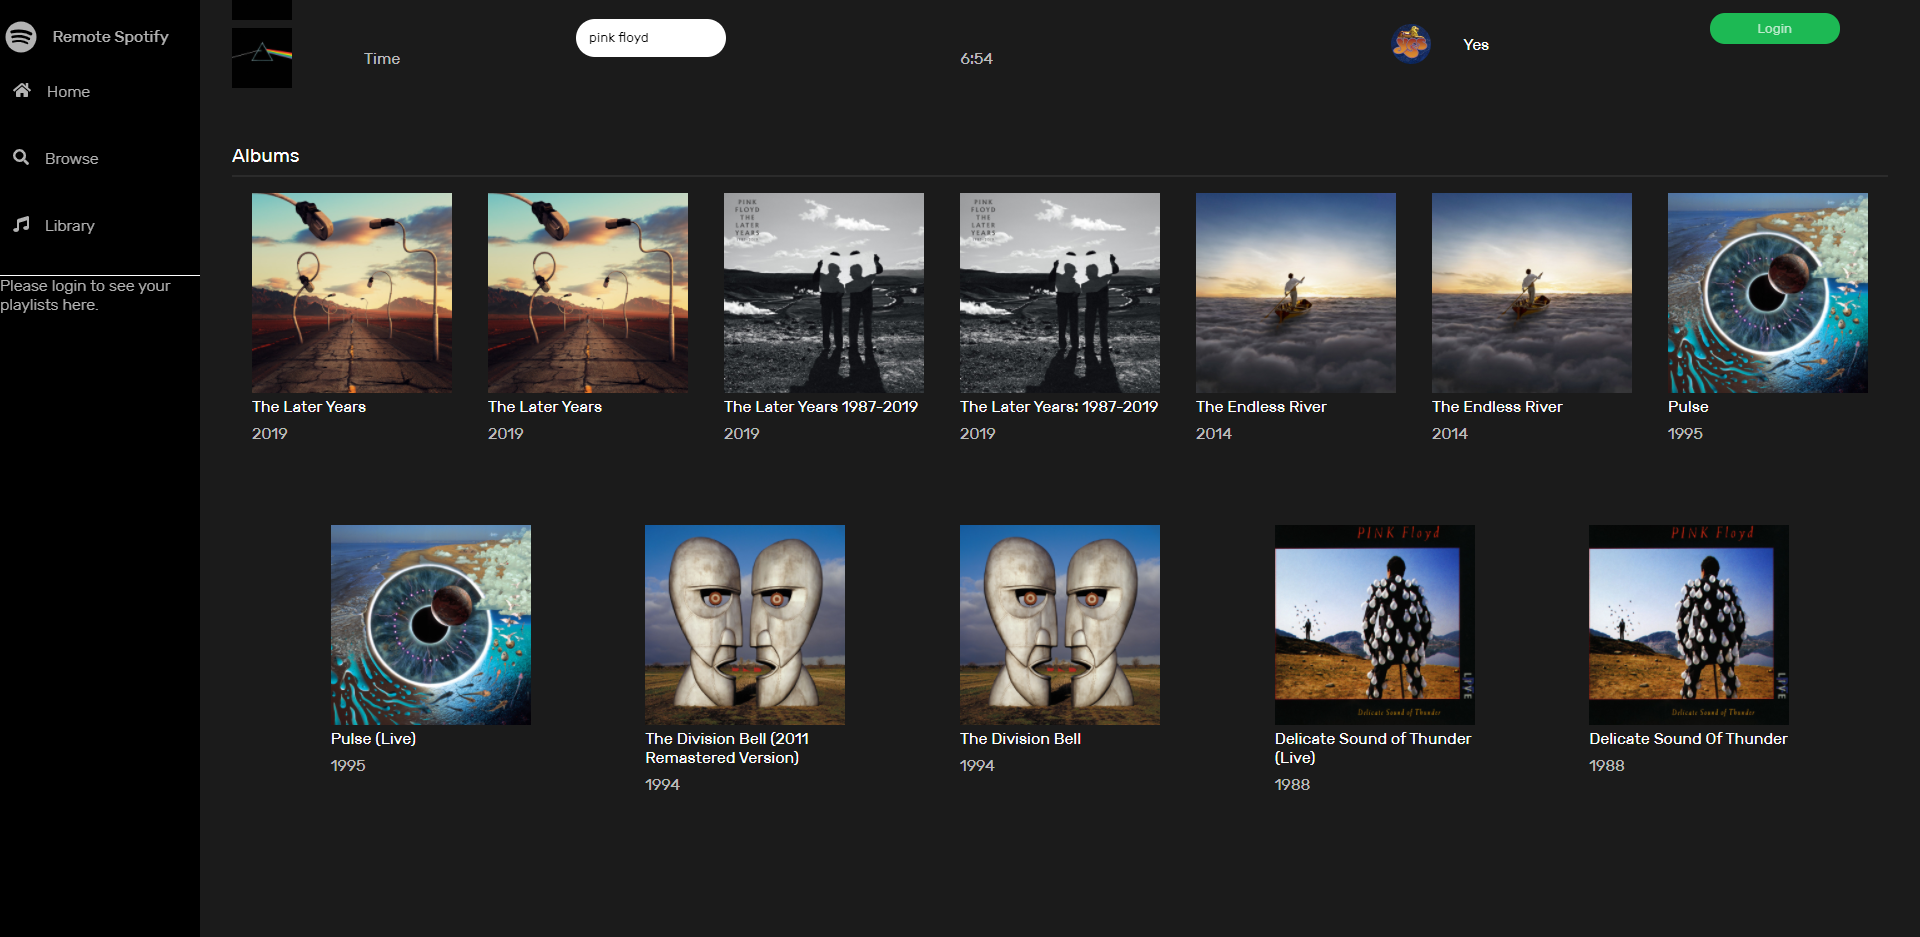 Remote Spotify
Home
Browse
Library
Please login to see your
playlists here.
Time
pink floyd
6:54
Yes
Login
Albums
PINK
FLOYD
THE
LATER
YEARS
The Later Years
2019
The Later Years
2019
The Later Years 1987-2019
2019
PINK
FLOYD
THE
LATER
YEARS
The Later Years: 1987-2019
2019
The Endless River
2014
The Endless River
2014
Pulse
1995
Pulse (Live)
1995
The Division Bell (2011
Remastered Version)
1994
The Division Bell
1994
PINK Floyd
LIVE
Delicate Sound of Thunder
Delicate Sound of Thunder
(Live)
1988
PINK Floyd
LIVE
Delicate Sound of Thunder
Delicate Sound Of Thunder
1988